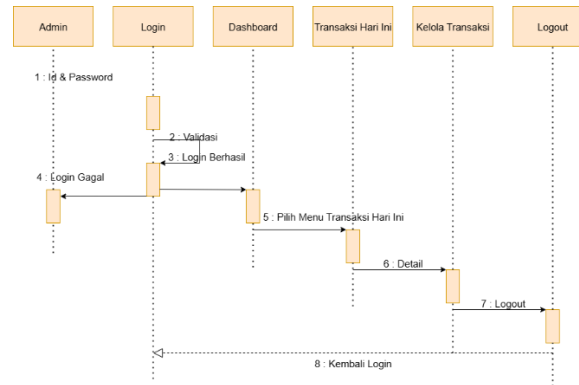 Admin
Login
Dashboard
Transaksi Hari Ini
Kelola Transaksi
Logout
1 : Id & Password
2 : Validasi
3 : Login Berhasil
4 : Login Gagal
5 : Pilih Menu Transaksi Hari Ini
6 : Detail
7 : Logout
8 : Kembali Login